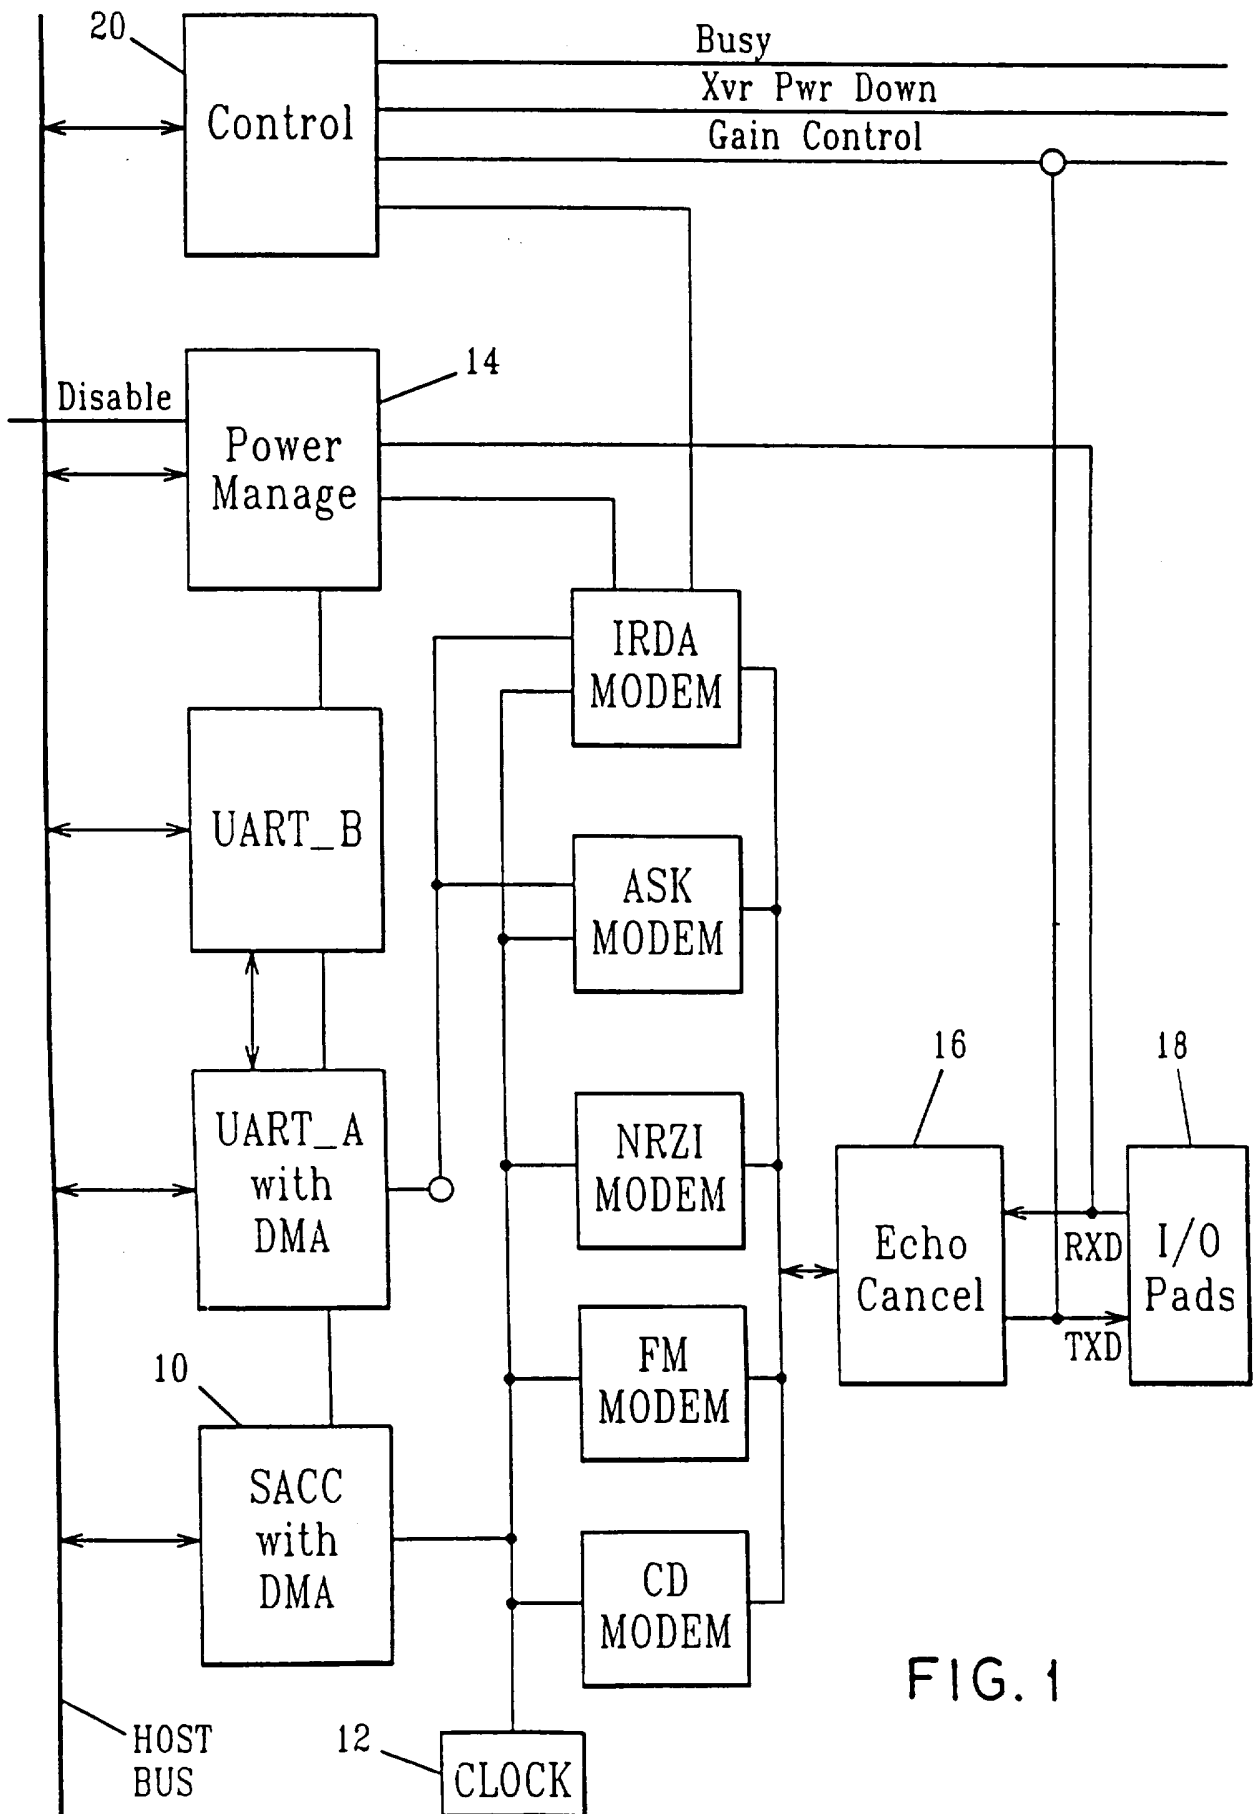 20
Control
Busy
Xvr Pwr Down
Gain Control
Disable
14
Power
Manage
IRDA
MODEM
UART_B
ASK
MODEM
UART_A
with
DMA
NRZI
MODEM
16
18
Echo
Cancel
RXD
TXD
I/O
Pads
FM
MODEM
10
SACC
with
DMA
CD
MODEM
FIG. 1
HOST
BUS
12
CLOCK